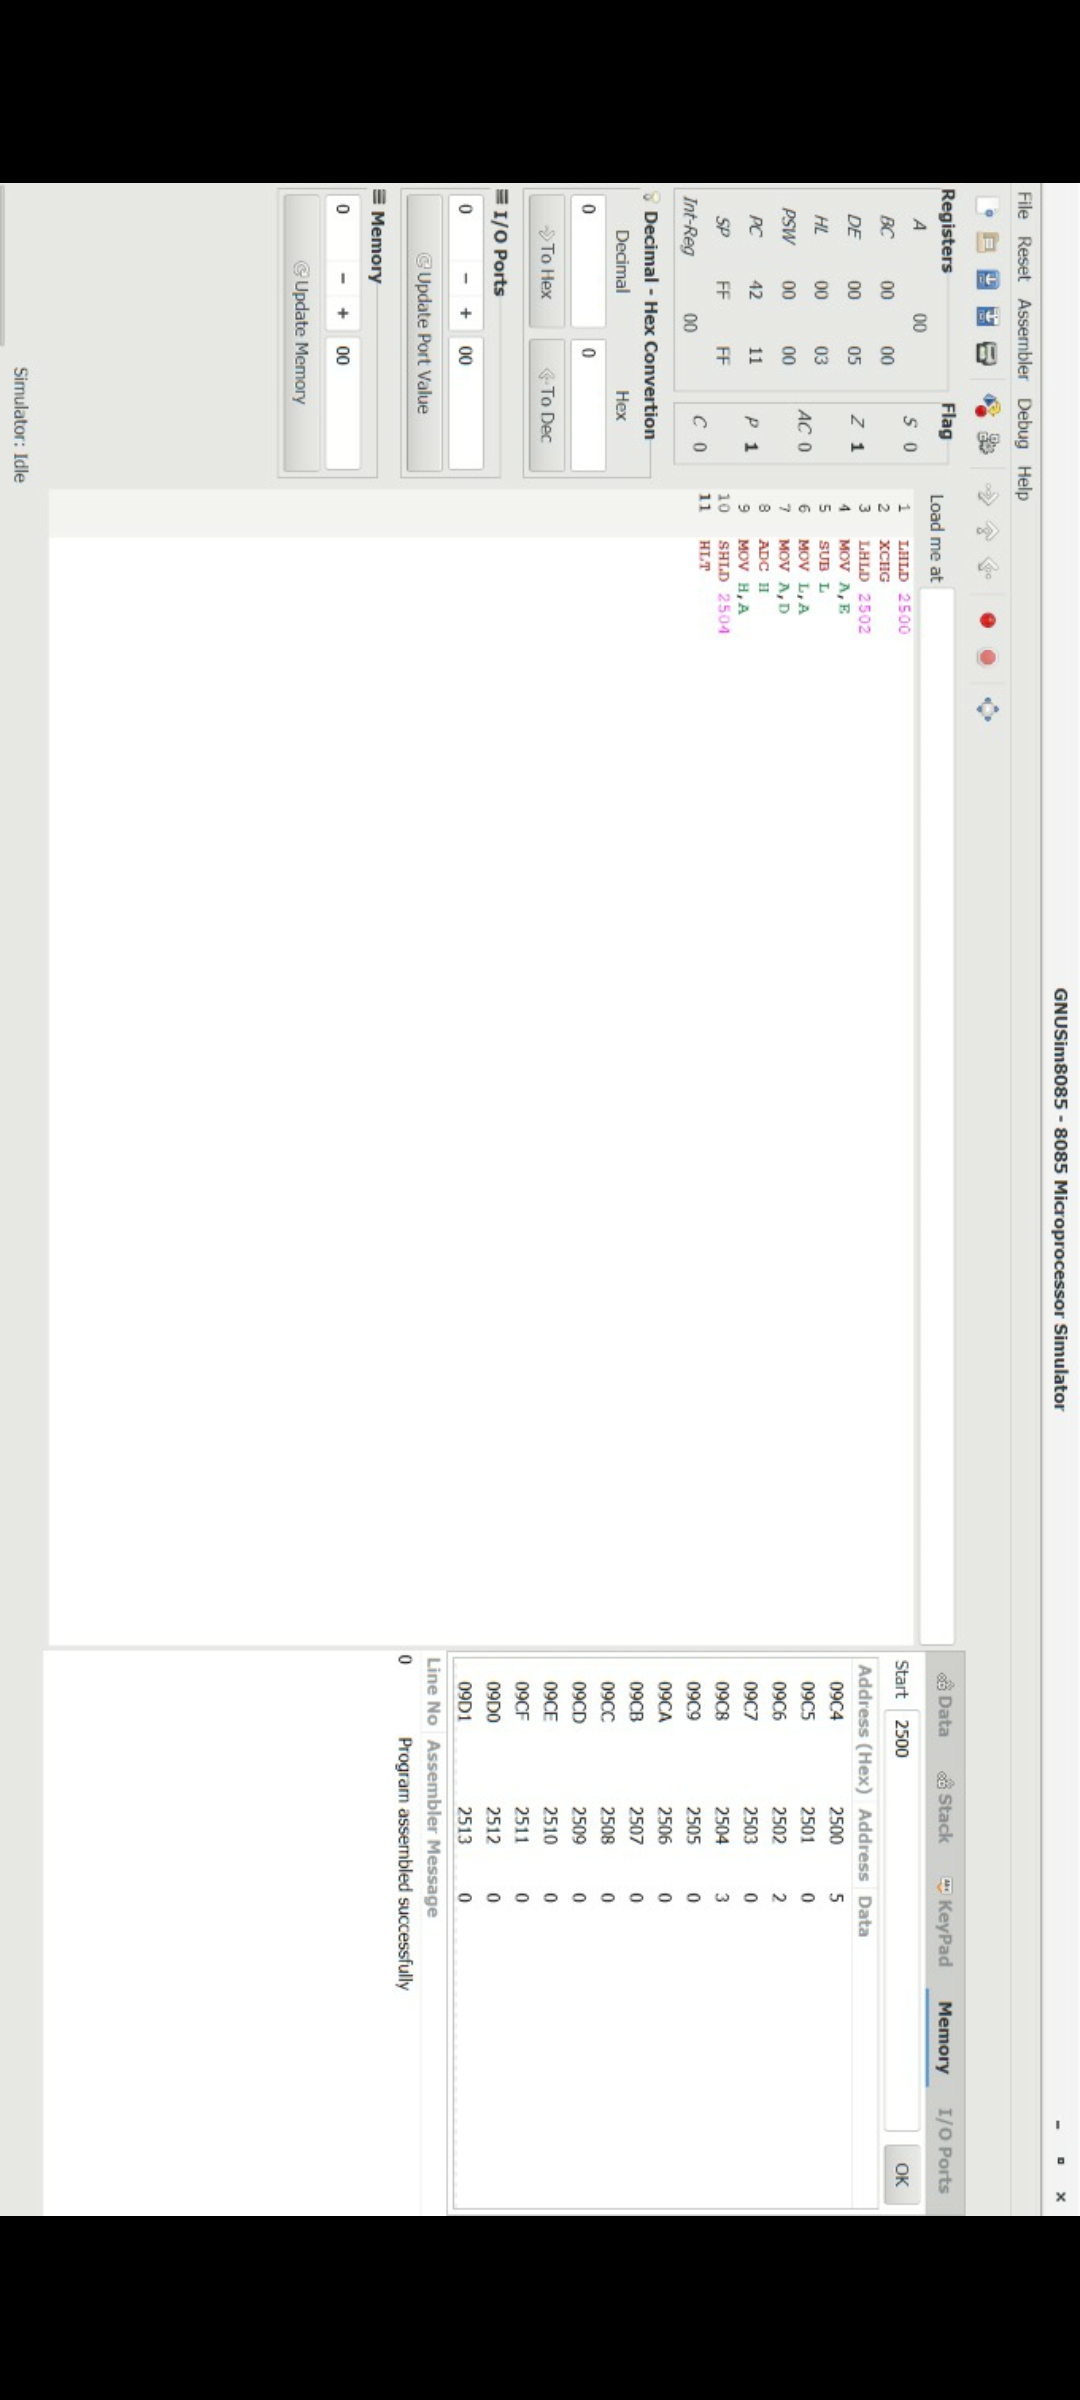 GNUSim8085 - 8085 Microprocessor Simulator
File Reset Assembler Debug Help
Registers
A 00
BC 00 00
DE 00 05
HL 00 03
PSW 00 00
PC 42 11
SP FF FF
Int-Reg 00
Flag
S 0
Z 1
AC 0
P 1
C 0
Decimal - Hex Convertion
Decimal Hex
0 0
To Hex To Dec
I/O Ports
0 - + 00
Update Port Value
Memory
0 - + 00
Update Memory
Load me at
1 LHLD 2500
2 XCHG
3 LHLD 2502
4 MOV A,E
5 SUB L
6 MOV L,A
7 MOV A,D
8 ADC H
9 MOV H,A
10 SHLD 2504
11 HLT
Data Stack KeyPad Memory I/O Ports
Start 2500 OK
Address (Hex) Address Data
09C4 2500 5
09C5 2501 0
09C6 2502 2
09C7 2503 0
09C8 2504 3
09C9 2505 0
09CA 2506 0
09CB 2507 0
09CC 2508 0
09CD 2509 0
09CE 2510 0
09CF 2511 0
09D0 2512 0
09D1 2513 0
Line No Assembler Message
0 Program assembled successfully
Simulator: Idle